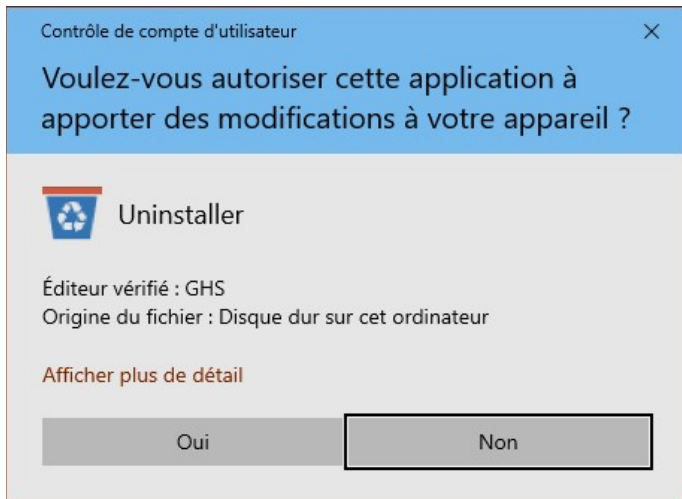 Contrôle de compte d'utilisateur
Voulez-vous autoriser cette application à
apporter des modifications à votre appareil ?
Uninstaller
Éditeur vérifié : GHS
Origine du fichier : Disque dur sur cet ordinateur
Afficher plus de détail
Oui
Non